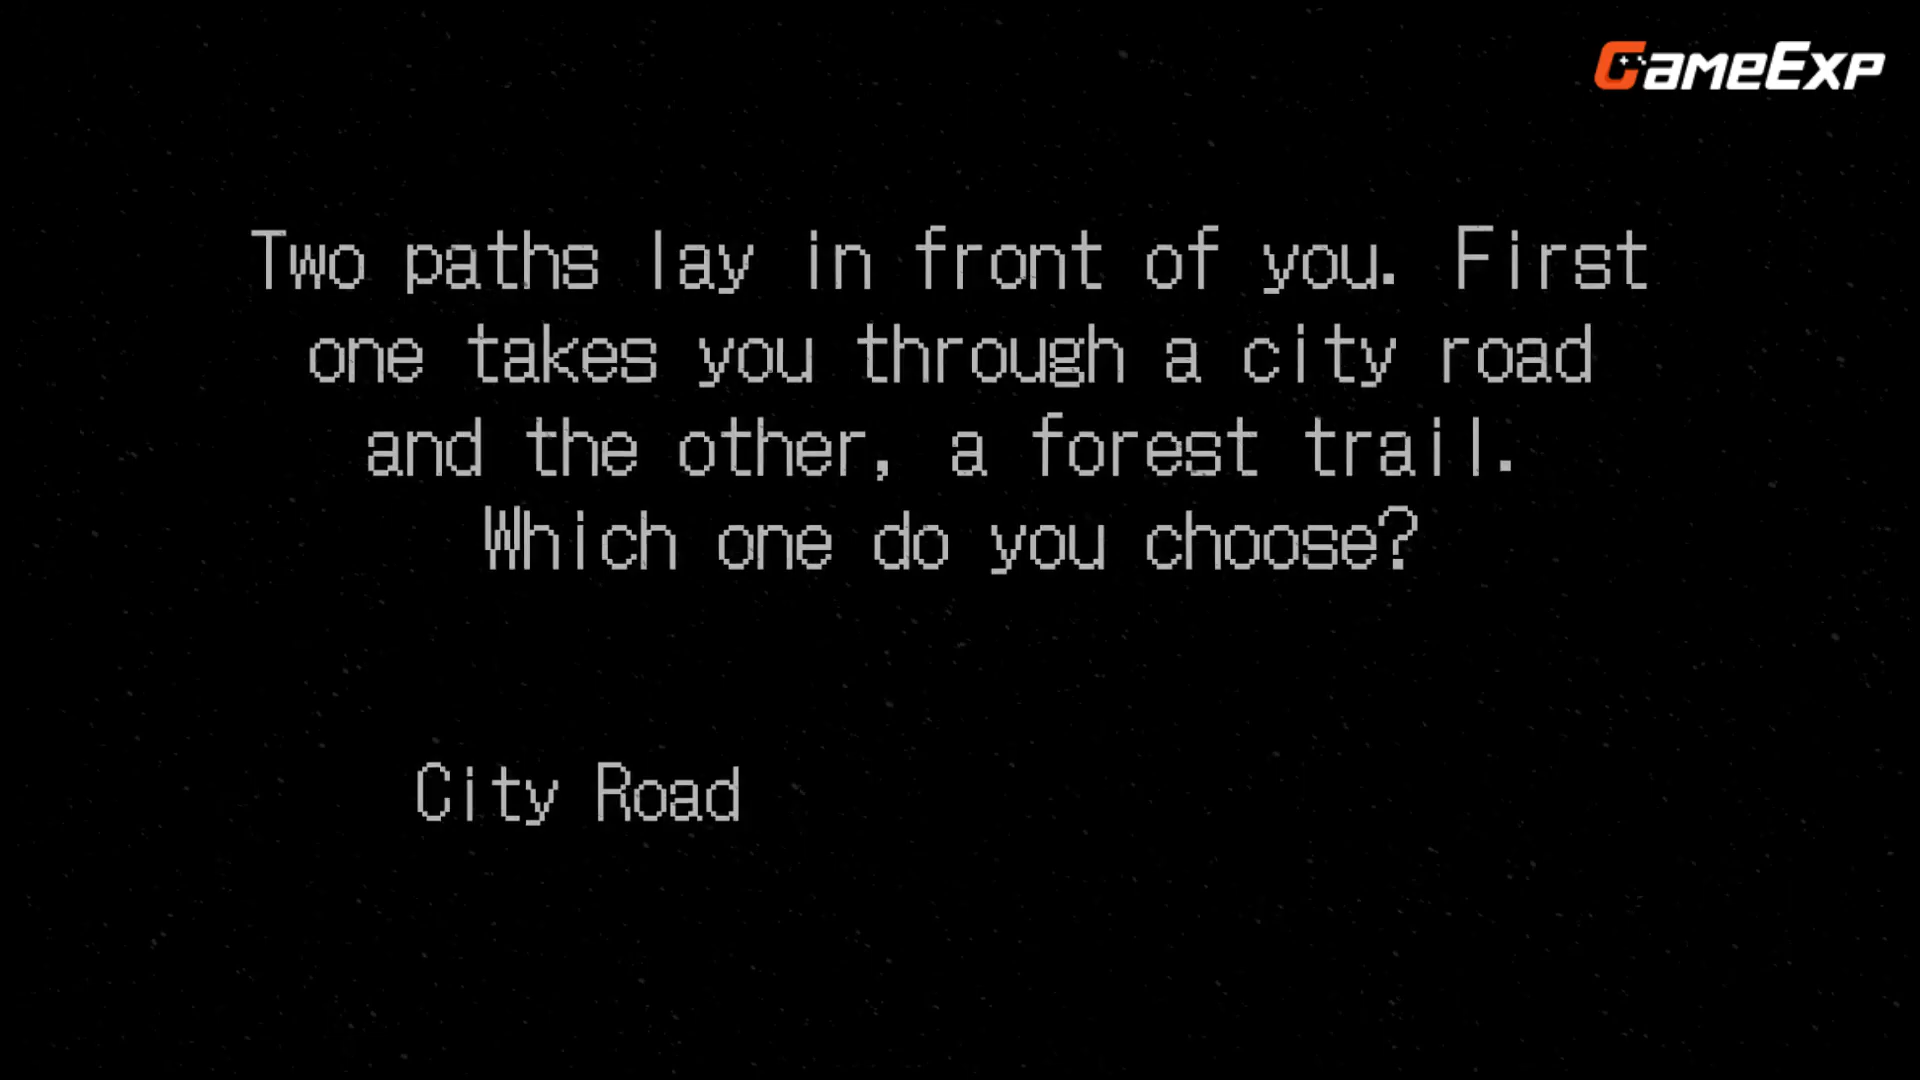 GameExp
Two paths lay in front of you. First
one takes you through a city road
and the other, a forest trail.
Which one do you choose?
City Road